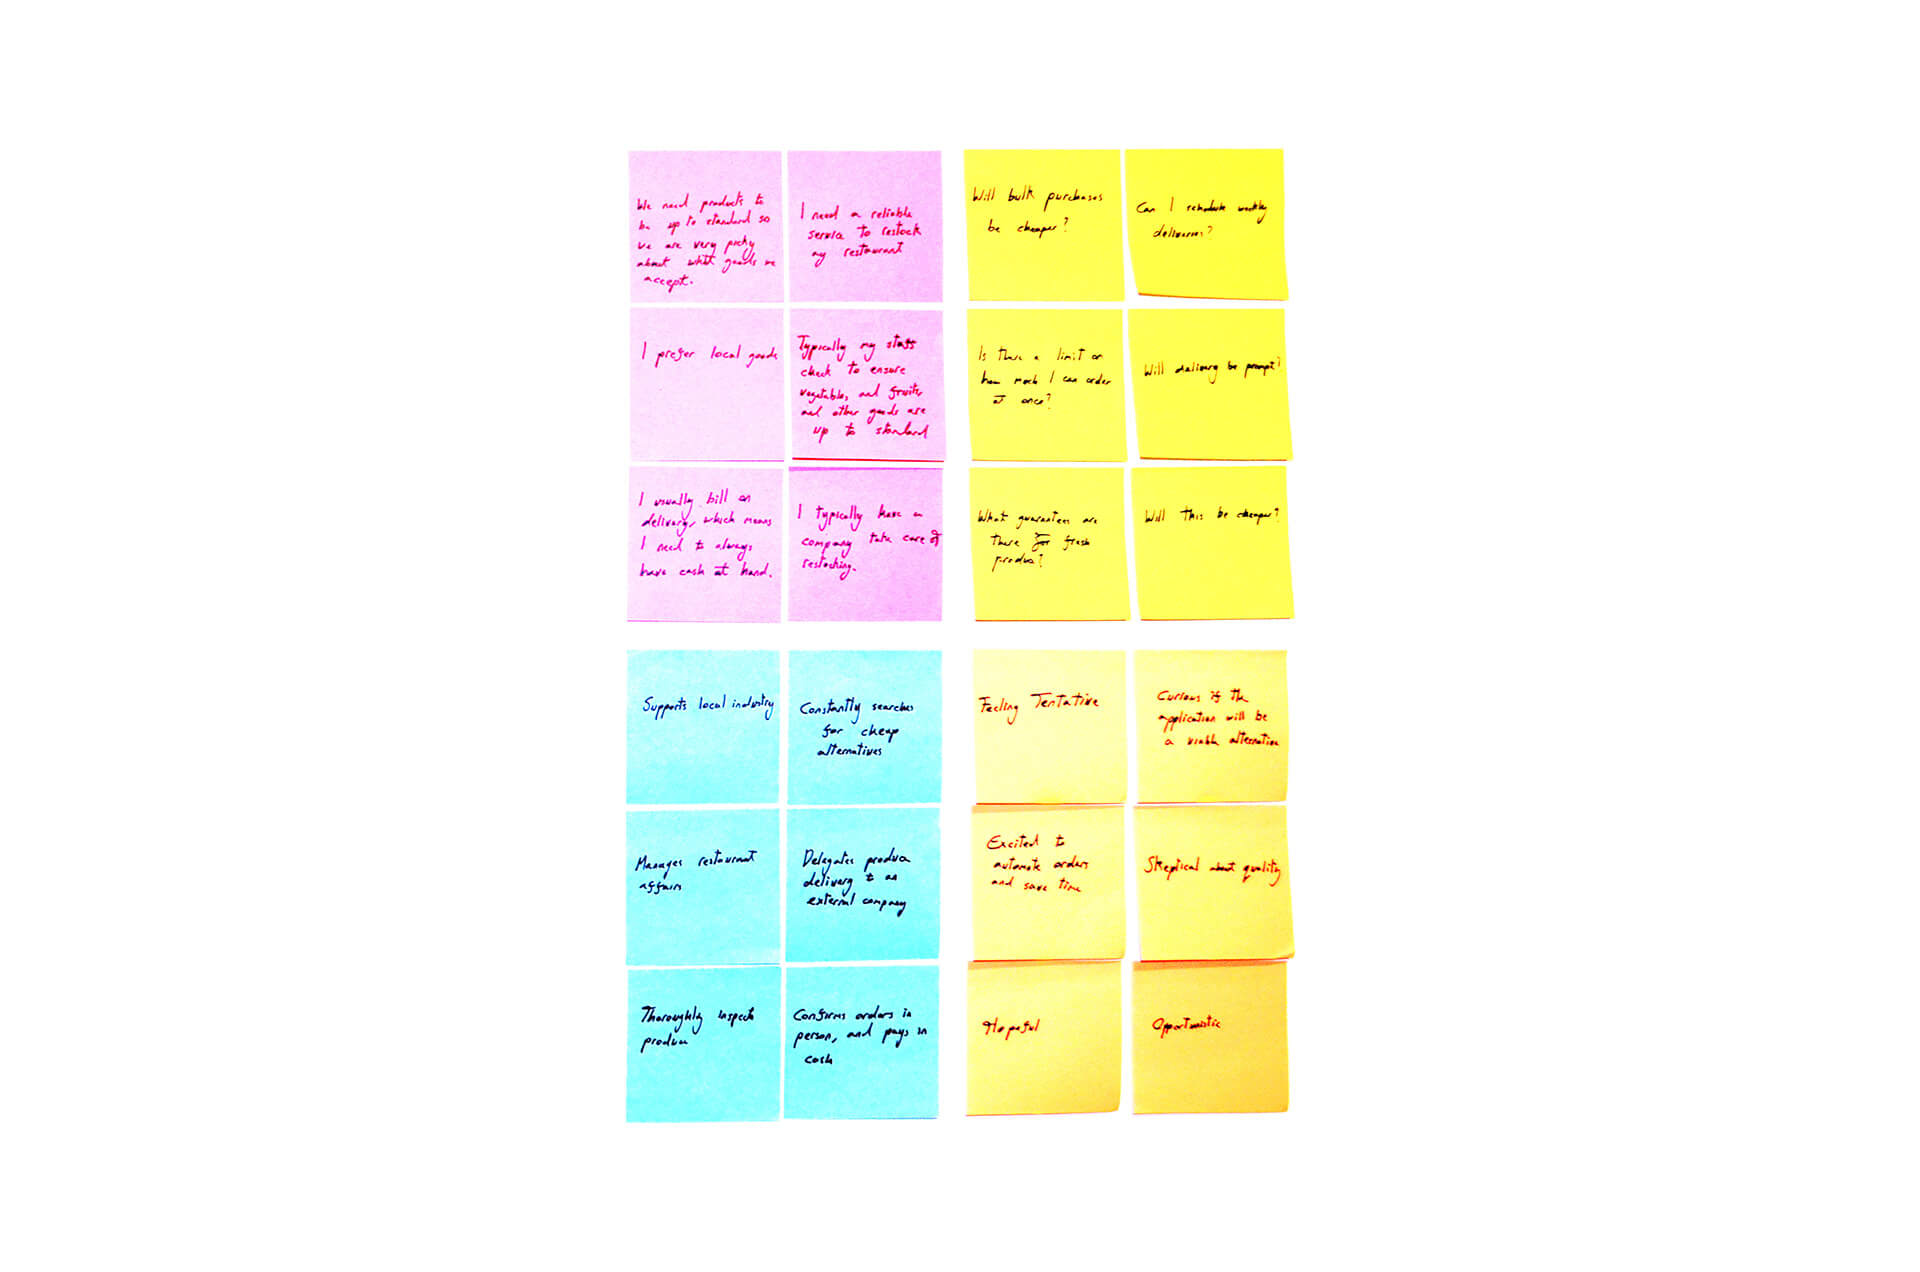 We need products to
be up to standard so
we are very picky
about what goods we
accept.
I need a reliable
service to restock
my restaurant
I prefer local goods
Typically my staff
check to ensure
vegetables, and fruits,
and other goods are
up to standard
I usually bill on
delivery, which means
I need to always
have cash at hand.
I typically have a
company take care of
restocking.
Will bulk purchases
be cheaper?
Can I schedule weekly
deliveries?
Is there a limit on
how much I can order
at once?
Will delivery be prompt?
What guarantees are
there for fresh
produce?
Will this be cheaper?
Supports local industry
Constantly searches
for cheap
alternatives
Manages restaurant
affairs
Delegates produce
delivery to an
external company
Thoroughly inspects
produce
Confirms orders in
person, and pays in
cash
Feeling Tentative
Curious if the
application will be
a viable alternative
Excited to
automate orders
and save time
Skeptical about quality
Hopeful
Opportunistic